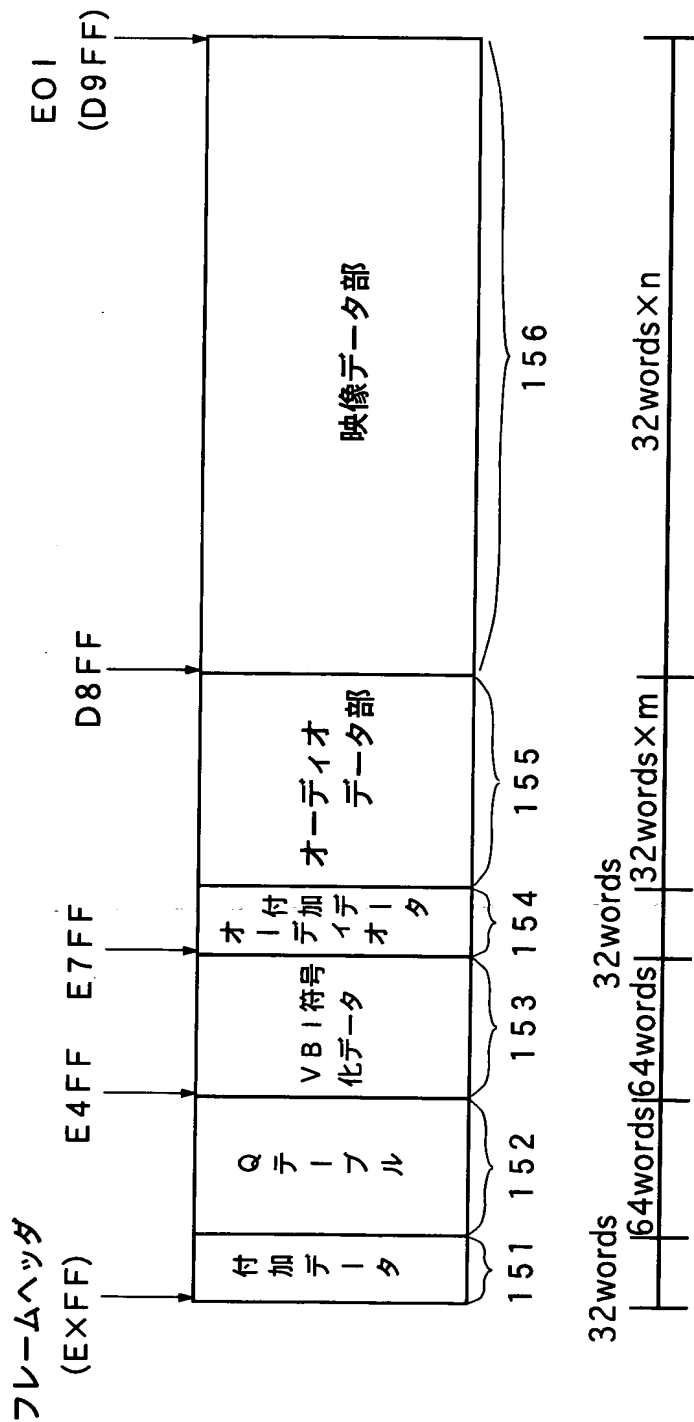 フレームヘッダ
(EXFF)
E4FF
E7FF
D8FF
EOI
(D9FF)
付加データ
Qテーブル
VBI符号
化データ
オーディオ
付加データ
オーディオ
データ部
映像データ部
151
152
153
154
155
156
32words
64words
64words
32words
32words×m
32words×n